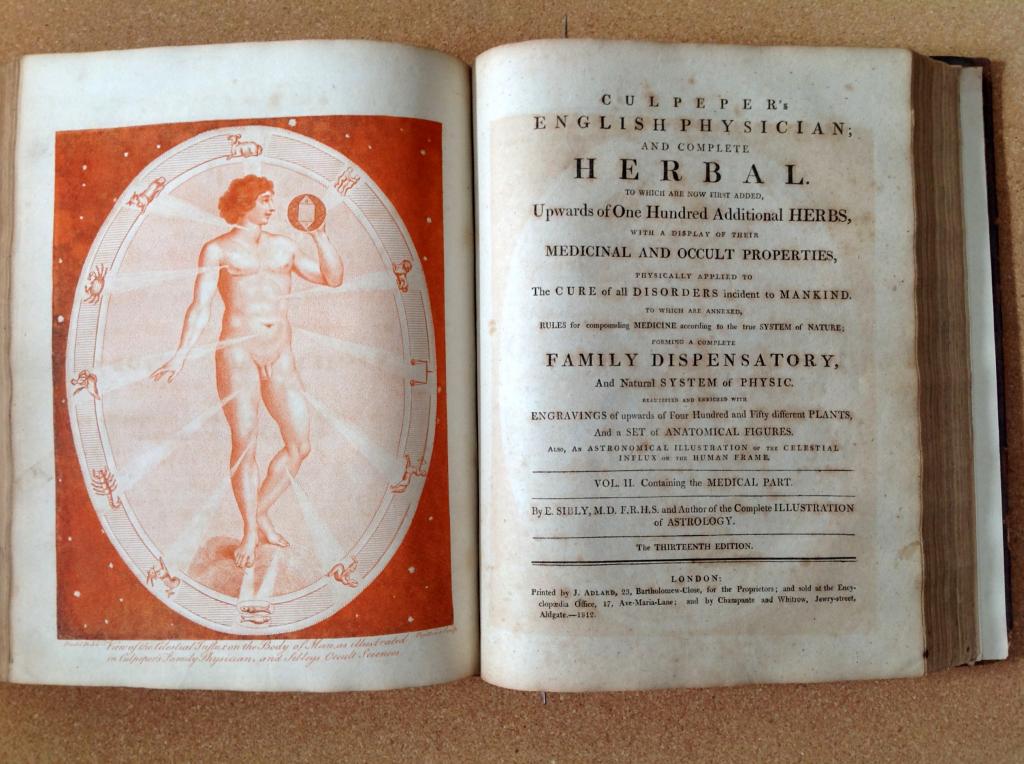 View of the Celestial Influx on the Body of Man, as illustrated
in Culpepers Family Physician, and Sibleys Occult Sciences.
CULPEPER's
ENGLISH PHYSICIAN;
AND COMPLETE
HERBAL.
TO WHICH ARE NOW FIRST ADDED,
Upwards of One Hundred Additional HERBS,
WITH A DISPLAY OF THEIR
MEDICINAL AND OCCULT PROPERTIES,
PHYSICALLY APPLIED TO
The CURE of all DISORDERS incident to MANKIND.
TO WHICH ARE ANNEXED,
RULES for compounding MEDICINE according to the true SYSTEM of NATURE;
FORMING A COMPLETE
FAMILY DISPENSATORY,
And Natural SYSTEM of PHYSIC.
BEAUTIFIED AND ENRICHED WITH
ENGRAVINGS of upwards of Four Hundred and Fifty different PLANTS,
And a SET of ANATOMICAL FIGURES.
ALSO, AN ASTRONOMICAL ILLUSTRATION OF THE CELESTIAL
INFLUX ON THE HUMAN FRAME.
VOL. II. Containing the MEDICAL PART.
By E. SIBLY, M.D. F.R.H.S. and Author of the Complete ILLUSTRATION
of ASTROLOGY.
The THIRTEENTH EDITION.
LONDON:
Printed by J. ADLARD, 23, Bartholomew-Close, for the Proprietors; and sold at the Ency-
clopædia Office, 17, Ave-Maria-Lane; and by Champante and Whitrow, Jewry-street,
Aldgate.—1812.